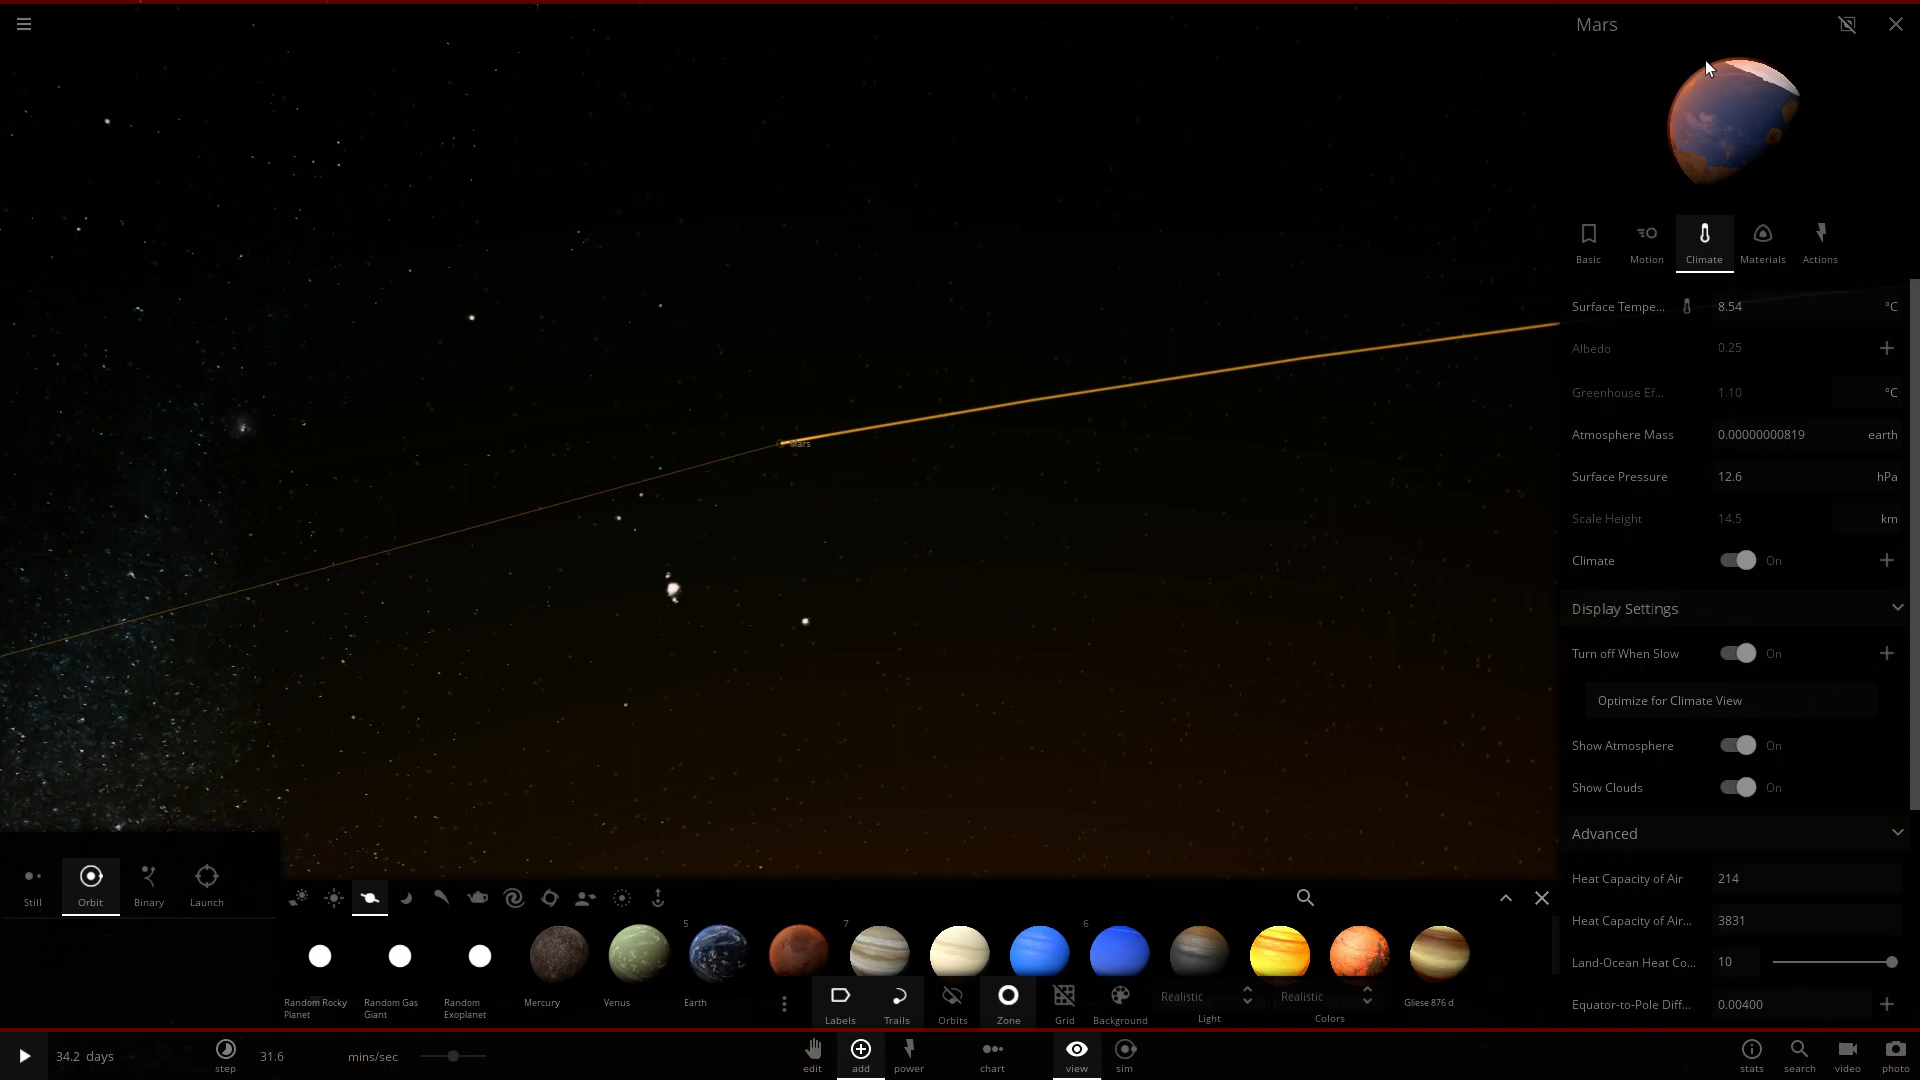 Mars
Basic
Motion
Climate
Materials
Actions
Surface Tempe...
8.54
°C
Albedo
0.25
Greenhouse Ef...
1.10
°C
Atmosphere Mass
0.00000000819
earth
Surface Pressure
12.6
hPa
Scale Height
14.5
km
Climate
On
Display Settings
Turn off When Slow
On
Optimize for Climate View
Show Atmosphere
On
Show Clouds
On
Advanced
Heat Capacity of Air
214
Heat Capacity of Air...
3831
Land-Ocean Heat Co...
10
Equator-to-Pole Diff...
0.00400
Mars
Still
Orbit
Binary
Launch
5
7
6
Random Rocky
Planet
Random Gas
Giant
Random
Exoplanet
Mercury
Venus
Earth
Gliese 876 d
Labels
Trails
Orbits
Zone
Grid
Background
Realistic
Light
Realistic
Colors
34.2 days
step
31.6
mins/sec
edit
add
power
chart
view
sim
stats
search
video
photo